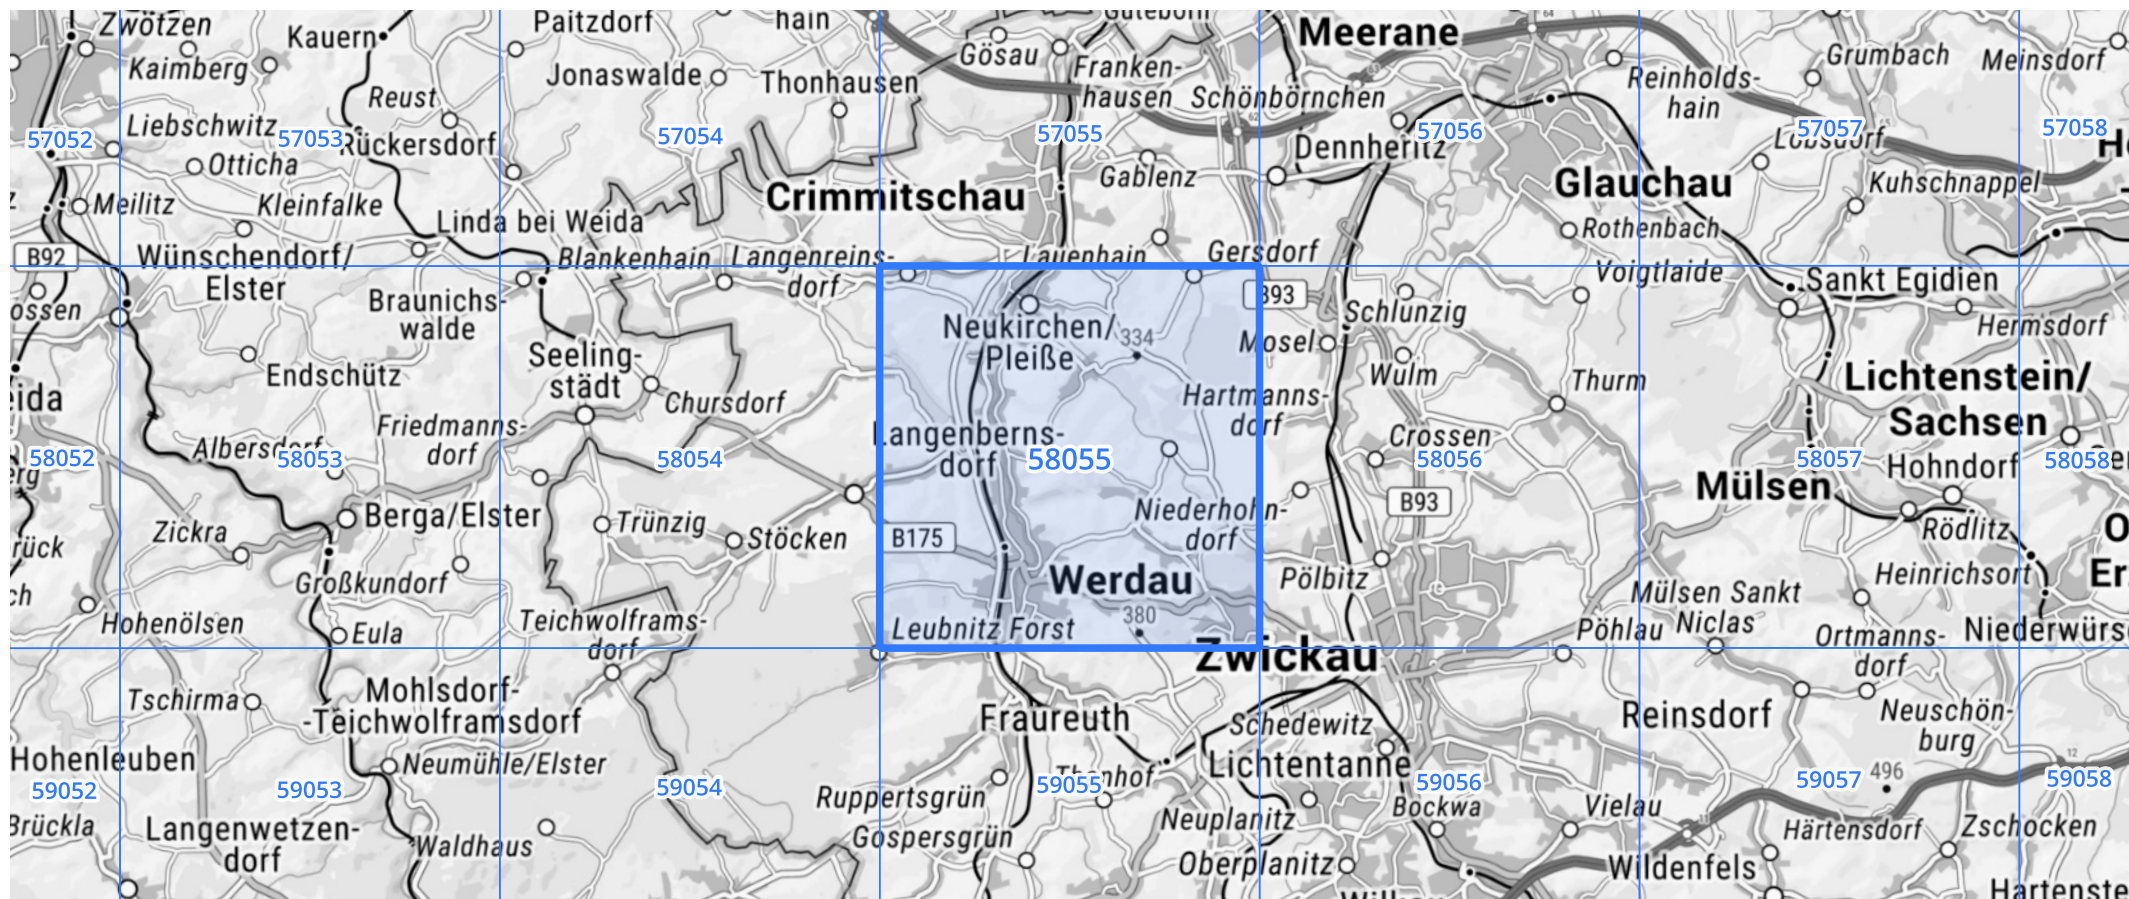 Zwötzen
Paitzdorf
hain
Meerane
Kauern
Gösau
Grumbach
Meinsdorf
Kaimberg
Jonaswalde
Thonhausen
Franken-
hausen
Reinholds-
hain
Reust
Schönbörnchen
57052
Liebschwitz
57053
Rückersdorf
57054
57055
57056
57057
Lobsdorf
57058
Otticha
Dennheritz
Gablenz
Glauchau
Kuhschnappel
Meilitz
Kleinfalke
Crimmitschau
Linda bei Weida
Rothenbach
B92
Wünschendorf/
Elster
Blankenhain
Langenreins-
dorf
Lauenhain
Gersdorf
Voigtlaide
Sankt Egidien
Braunichs-
walde
B93
Schlunzig
Hermsdorf
Neukirchen/
Pleiße
334
Mosel
Seeling-
städt
Endschütz
Wulm
Thurm
Lichtenstein/
Sachsen
Chursdorf
Hartmanns-
dorf
Friedmanns-
dorf
Albersdorf
Langenberns-
dorf
Crossen
58052
58053
58054
58055
58056
58057
Hohndorf
58058
Mülsen
B93
Berga/Elster
Trünzig
Stöcken
Niederhohn-
dorf
Rödlitz
Zickra
B175
Großkundorf
Werdau
Pölbitz
Heinrichsort
Mülsen Sankt
Niclas
Hohenölsen
Eula
Teichwolframs-
dorf
Leubnitz Forst
380
Pöhlau
Ortmanns-
dorf
Zwickau
Tschirma
Mohlsdorf-
-Teichwolframsdorf
Fraureuth
Schedewitz
Reinsdorf
Neuschön-
burg
Hohenleuben
Neumühle/Elster
Lichtentanne
59052
59053
59054
59055
59056
59057
496
59058
12
Ruppertsgrün
Bockwa
Vielau
Langenwetzen-
dorf
Waldhaus
Gospersgrün
Neuplanitz
Härtensdorf
Zschocken
Oberplanitz
Wildenfels